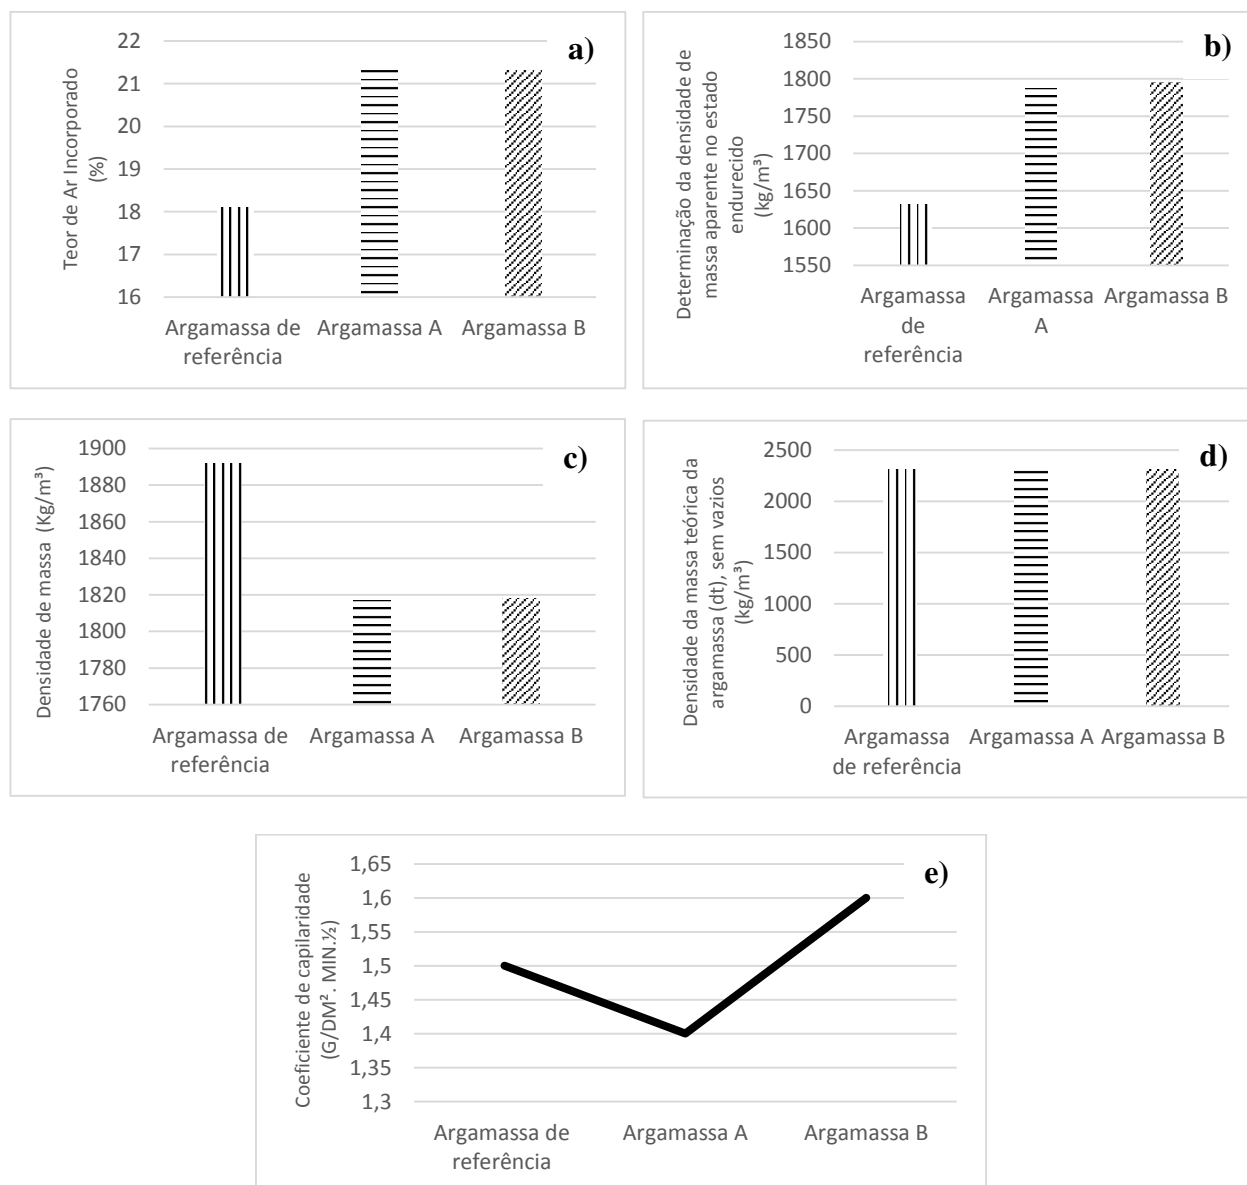 a)
Teor de Ar Incorporado
(%)
22
21
20
19
18
17
16
Argamassa de
referência
Argamassa A
Argamassa B
b)
Determinação da densidade de
massa aparente no estado
endurecido
(kg/m³)
1850
1800
1750
1700
1650
1600
1550
Argamassa
de
referência
Argamassa
A
Argamassa B
c)
Densidade de massa (Kg/m³)
1900
1880
1860
1840
1820
1800
1780
1760
Argamassa de
referência
Argamassa A
Argamassa B
d)
Densidade da massa teórica da
argamassa (dt), sem vazios
(kg/m³)
2500
2000
1500
1000
500
0
Argamassa
de referência
Argamassa A
Argamassa B
e)
Coeficiente de capilaridade
(G/DM². MIN.½)
1,65
1,6
1,55
1,5
1,45
1,4
1,35
1,3
Argamassa de
referência
Argamassa A
Argamassa B